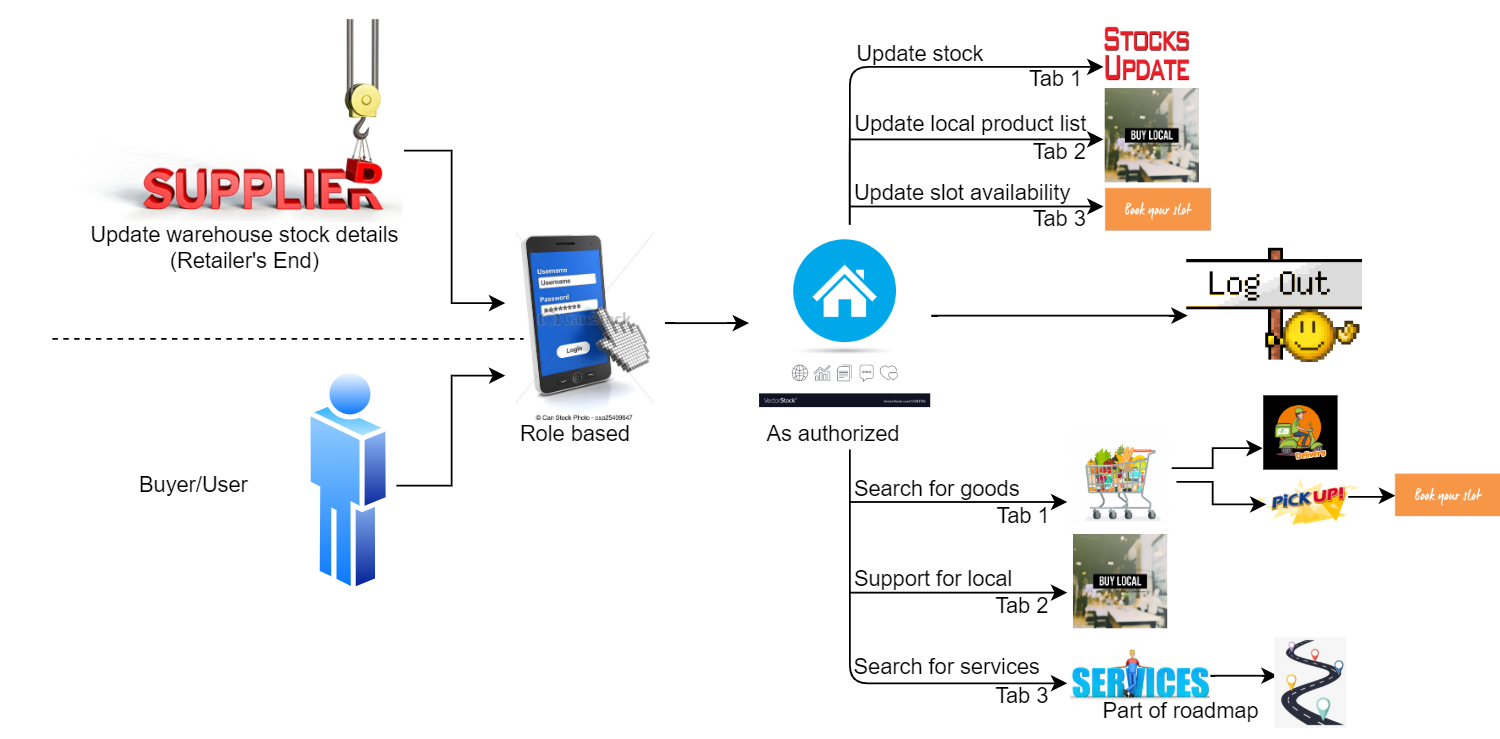 SUPPLIER
Update warehouse stock details
(Retailer's End)
Buyer/User
Username
Username
Password
********
Login
© Can Stock Photo - csp25409647
Role based
VectorStock®
As authorized
Update stock
Tab 1
STOCKS
UPDATE
Update local product list
Tab 2
BUY LOCAL
Update slot availability
Tab 3
Book your slot
Log Out
Search for goods
Tab 1
Delivery
PiCK UP!
Book your slot
Support for local
Tab 2
BUY LOCAL
Search for services
Tab 3
SERVICES
Part of roadmap